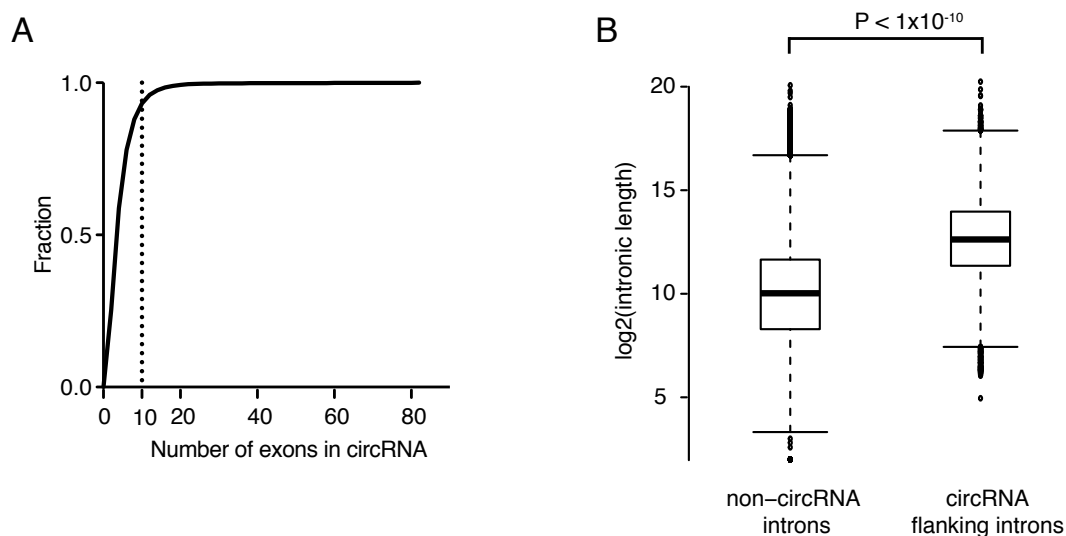 A
1.0
0.5
0.0
Fraction
0 10 20 40 60 80
Number of exons in circRNA
B
P < 1x10⁻¹⁰
20
15
10
5
log2(intronic length)
non−circRNA
introns
circRNA
flanking introns